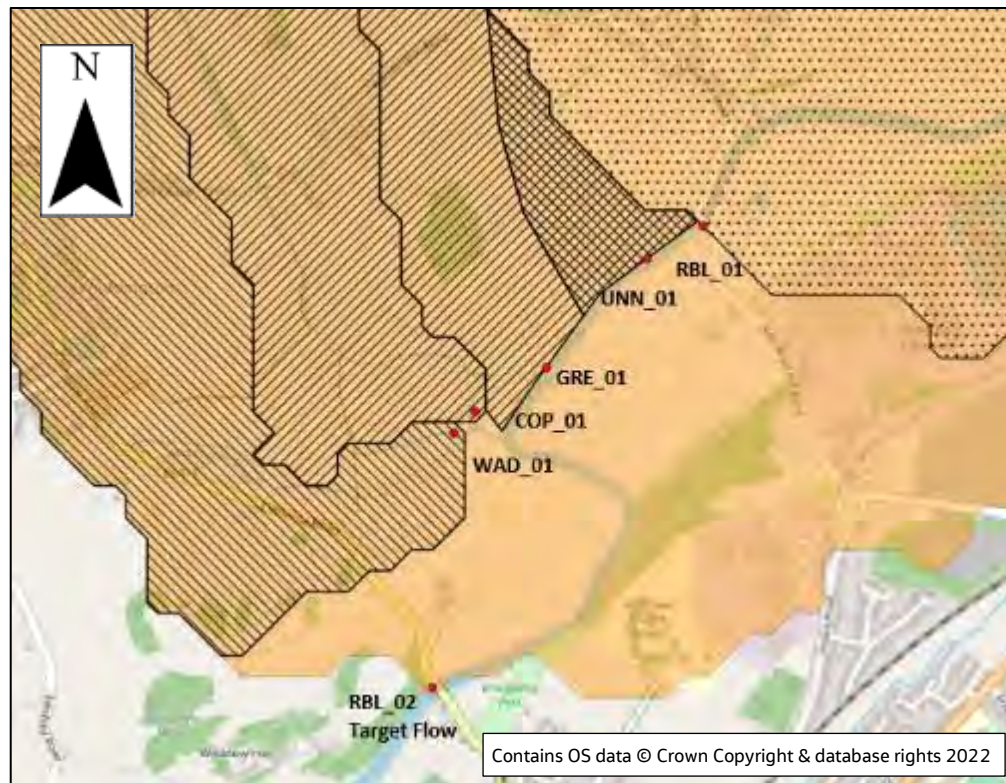 N
RBL_01
UNN_01
GRE_01
COP_01
WAD_01
RBL_02
Target Flow
Contains OS data © Crown Copyright & database rights 2022